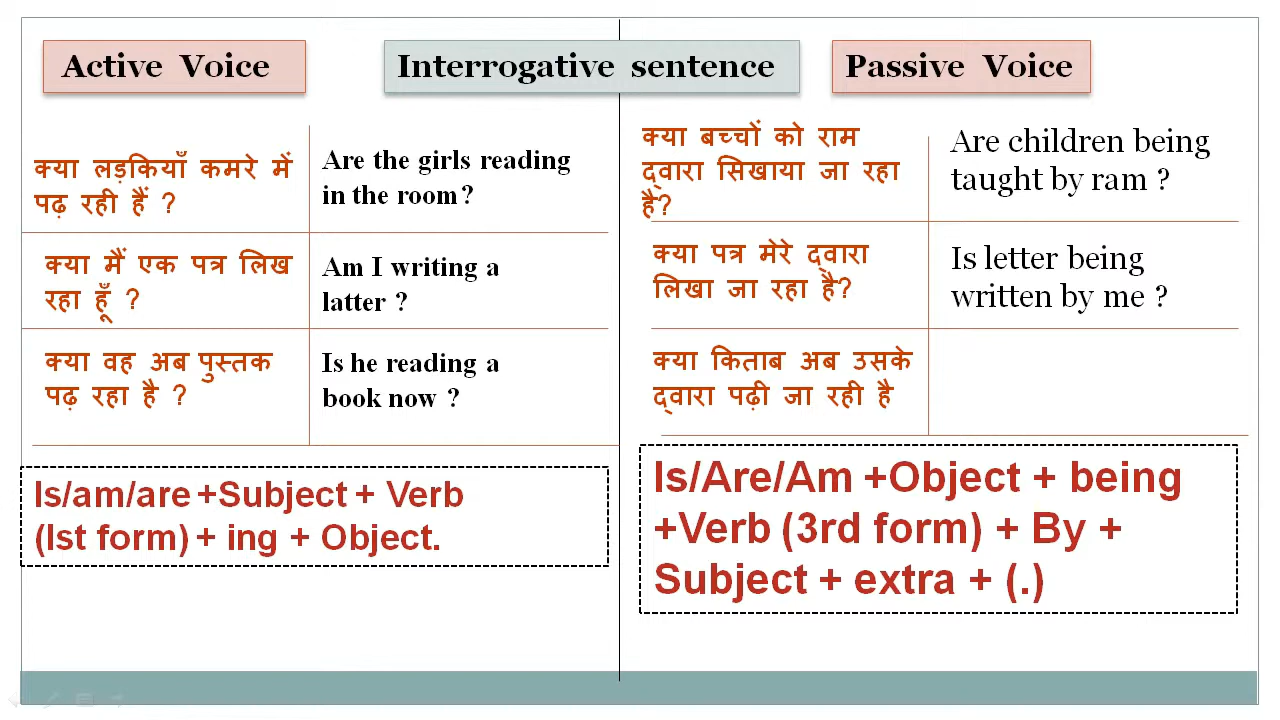 Active Voice
Interrogative sentence
Passive Voice
क्या लड़कियाँ कमरे में
पढ़ रही हैं ?
Are the girls reading
in the room?
क्या मैं एक पत्र लिख
रहा हूँ ?
Am I writing a
latter ?
क्या वह अब पुस्तक
पढ़ रहा है ?
Is he reading a
book now ?
Is/am/are +Subject + Verb
(Ist form) + ing + Object.
क्या बच्चों को राम
द्वारा सिखाया जा रहा
है?
Are children being
taught by ram ?
क्या पत्र मेरे द्वारा
लिखा जा रहा है?
Is letter being
written by me ?
क्या किताब अब उसके
द्वारा पढ़ी जा रही है
Is/Are/Am +Object + being
+Verb (3rd form) + By +
Subject + extra + (.)